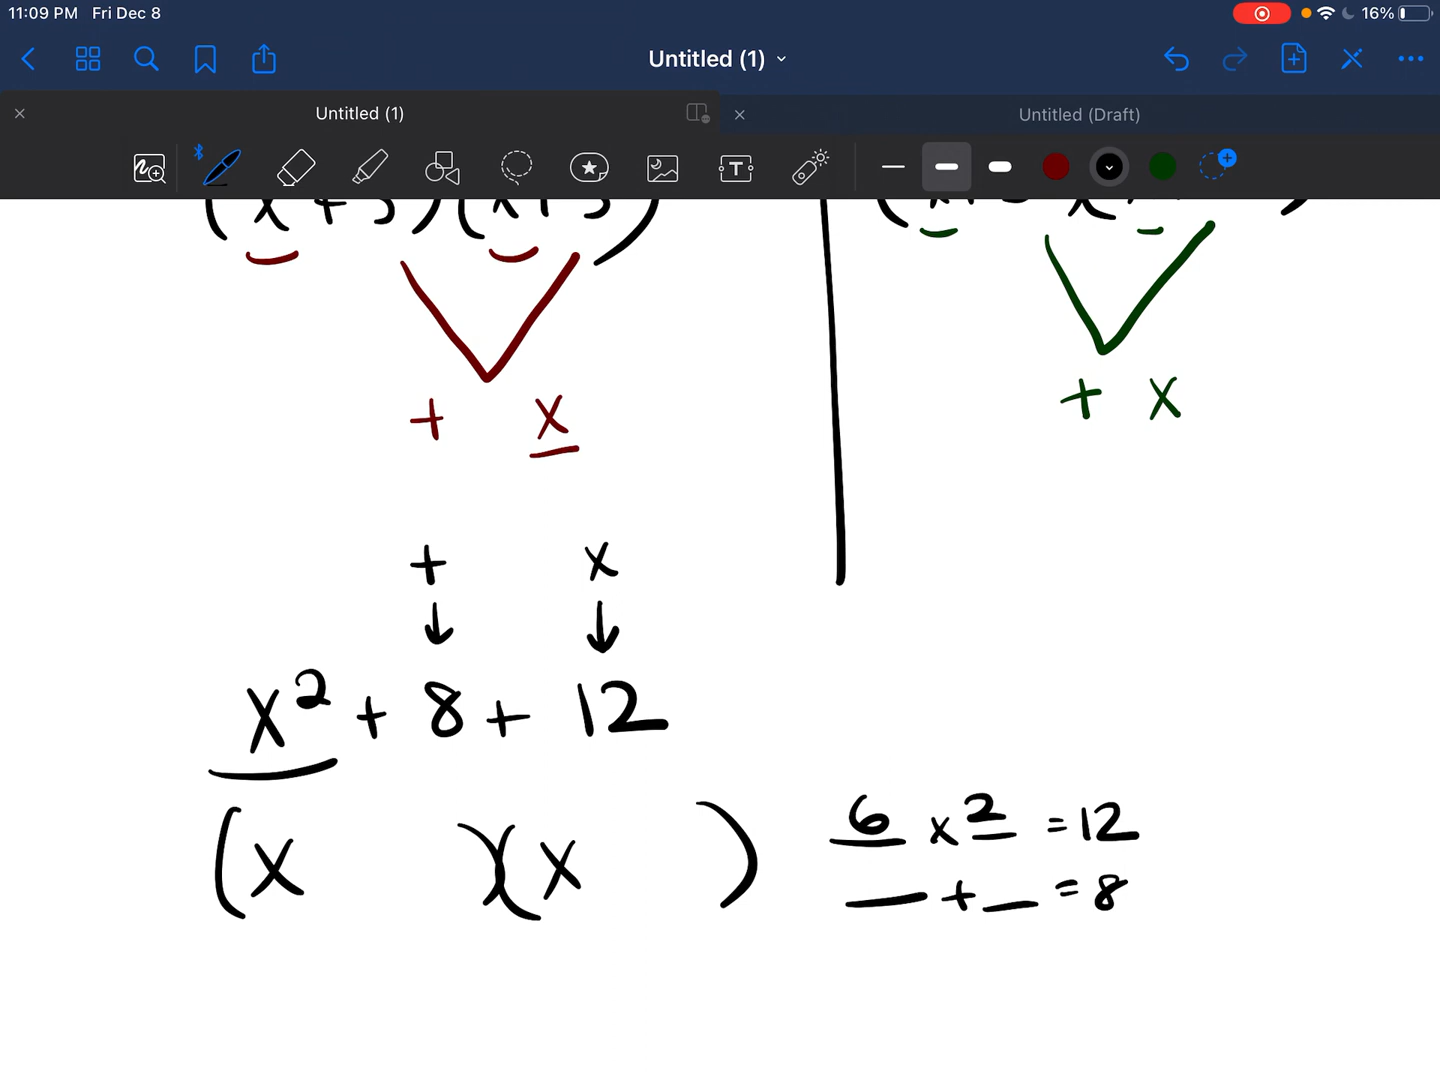 11:09 PM Fri Dec 8 16%
Untitled (1)
Untitled (1) Untitled (Draft)
+ x
+ x
+ x
x² + 8 + 12
(x )(x )
6 x 2 = 12
_ + _ = 8